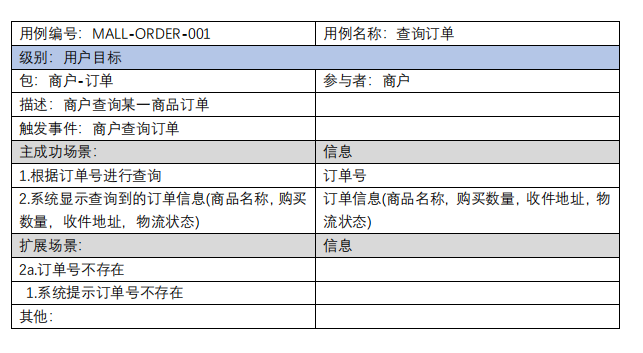 用例编号：MALL-ORDER-001 用例名称：查询订单
级别：用户目标
包：商户-订单 参与者：商户
描述：商户查询某一商品订单
触发事件：商户查询订单
主成功场景: 信息
1.根据订单号进行查询 订单号
2.系统显示查询到的订单信息(商品名称, 购买 订单信息(商品名称, 购买数量, 收件地址, 物
数量, 收件地址, 物流状态) 流状态)
扩展场景: 信息
2a.订单号不存在
1.系统提示订单号不存在
其他: